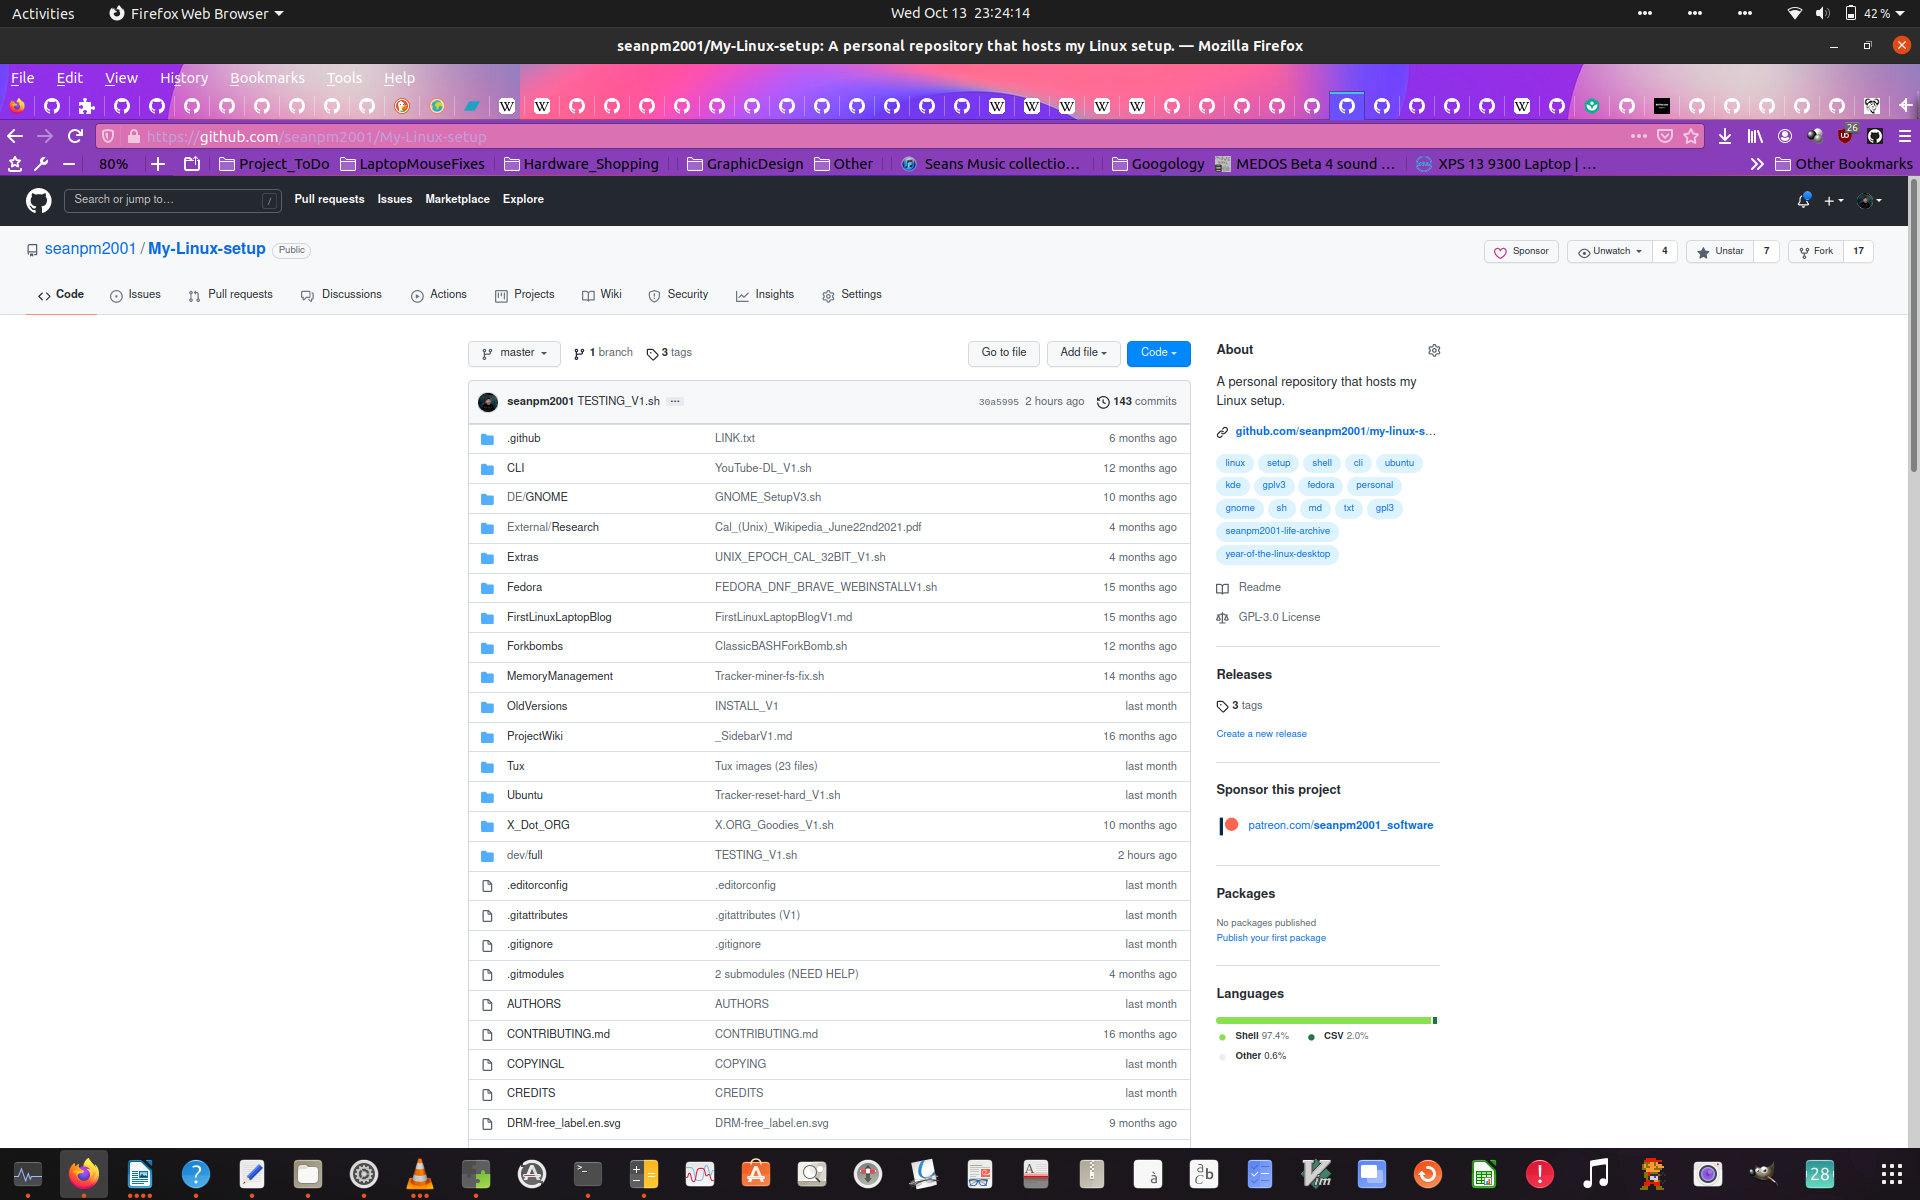 Activities Firefox Web Browser Wed Oct 13 23:24:14 42 %
seanpm2001/My-Linux-setup: A personal repository that hosts my Linux setup. — Mozilla Firefox
File Edit View History Bookmarks Tools Help
https://github.com/seanpm2001/My-Linux-setup 26
80% Project_ToDo LaptopMouseFixes Hardware_Shopping GraphicDesign Other Seans Music collectio… Googology MEDOS Beta 4 sound … XPS 13 9300 Laptop | … Other Bookmarks
Search or jump to… / Pull requests Issues Marketplace Explore
seanpm2001 / My-Linux-setup Public Sponsor Unwatch 4 Unstar 7 Fork 17
Code Issues Pull requests Discussions Actions Projects Wiki Security Insights Settings
master 1 branch 3 tags Go to file Add file Code
seanpm2001 TESTING_V1.sh ··· 30a5995 2 hours ago 143 commits
.github LINK.txt 6 months ago
CLI YouTube-DL_V1.sh 12 months ago
DE/GNOME GNOME_SetupV3.sh 10 months ago
External/Research Cal_(Unix)_Wikipedia_June22nd2021.pdf 4 months ago
Extras UNIX_EPOCH_CAL_32BIT_V1.sh 4 months ago
Fedora FEDORA_DNF_BRAVE_WEBINSTALLV1.sh 15 months ago
FirstLinuxLaptopBlog FirstLinuxLaptopBlogV1.md 15 months ago
Forkbombs ClassicBASHForkBomb.sh 12 months ago
MemoryManagement Tracker-miner-fs-fix.sh 14 months ago
OldVersions INSTALL_V1 last month
ProjectWiki _SidebarV1.md 16 months ago
Tux Tux images (23 files) last month
Ubuntu Tracker-reset-hard_V1.sh last month
X_Dot_ORG X.ORG_Goodies_V1.sh 10 months ago
dev/full TESTING_V1.sh 2 hours ago
.editorconfig .editorconfig last month
.gitattributes .gitattributes (V1) last month
.gitignore .gitignore last month
.gitmodules 2 submodules (NEED HELP) 4 months ago
AUTHORS AUTHORS last month
CONTRIBUTING.md CONTRIBUTING.md 16 months ago
COPYINGL COPYING last month
CREDITS CREDITS last month
DRM-free_label.en.svg DRM-free_label.en.svg 9 months ago
About
A personal repository that hosts my
Linux setup.
github.com/seanpm2001/my-linux-s…
linux setup shell cli ubuntu
kde gplv3 fedora personal
gnome sh md txt gpl3
seanpm2001-life-archive
year-of-the-linux-desktop
Readme
GPL-3.0 License
Releases
3 tags
Create a new release
Sponsor this project
patreon.com/seanpm2001_software
Packages
No packages published
Publish your first package
Languages
Shell 97.4% CSV 2.0%
Other 0.6%
28